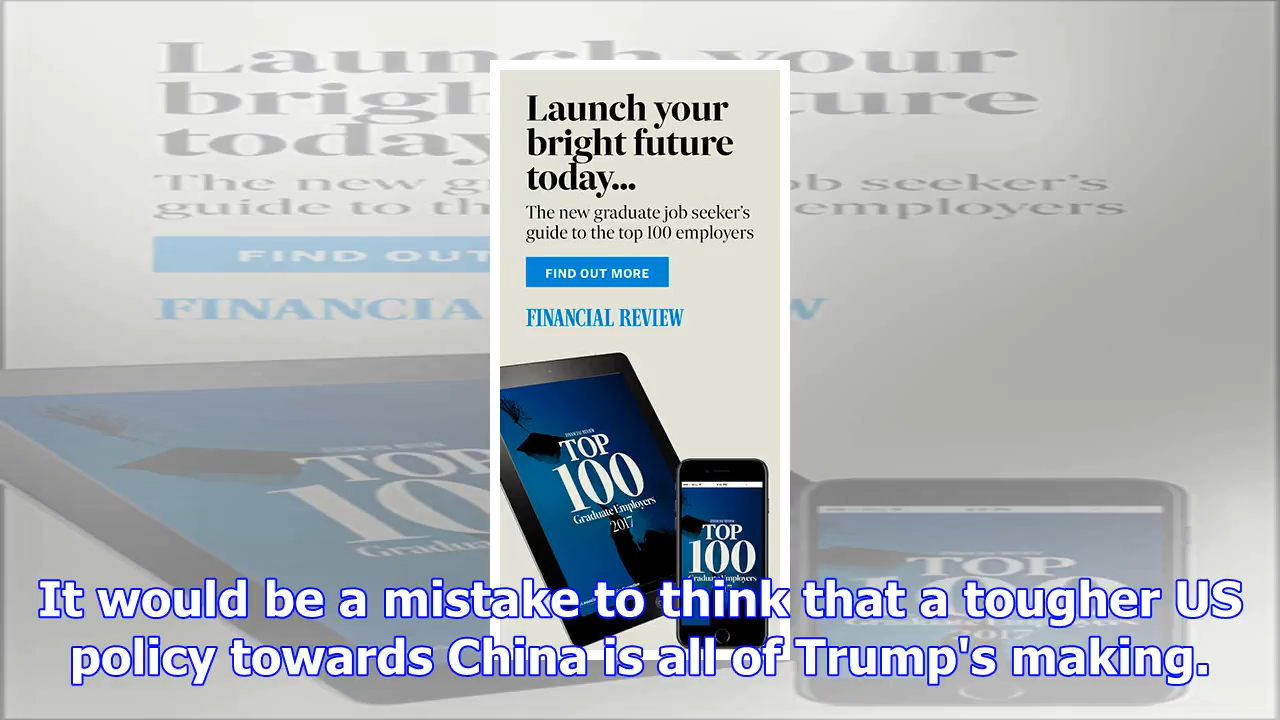 Launch your
bright future
today...
The new graduate job seeker's
guide to the top 100 employers
FIND OUT MORE
FINANCIAL REVIEW
FINANCIAL REVIEW
TOP
100
Graduate Employers
2017
TOP
100
Graduate Employers
It would be a mistake to think that a tougher US
policy towards China is all of Trump's making.